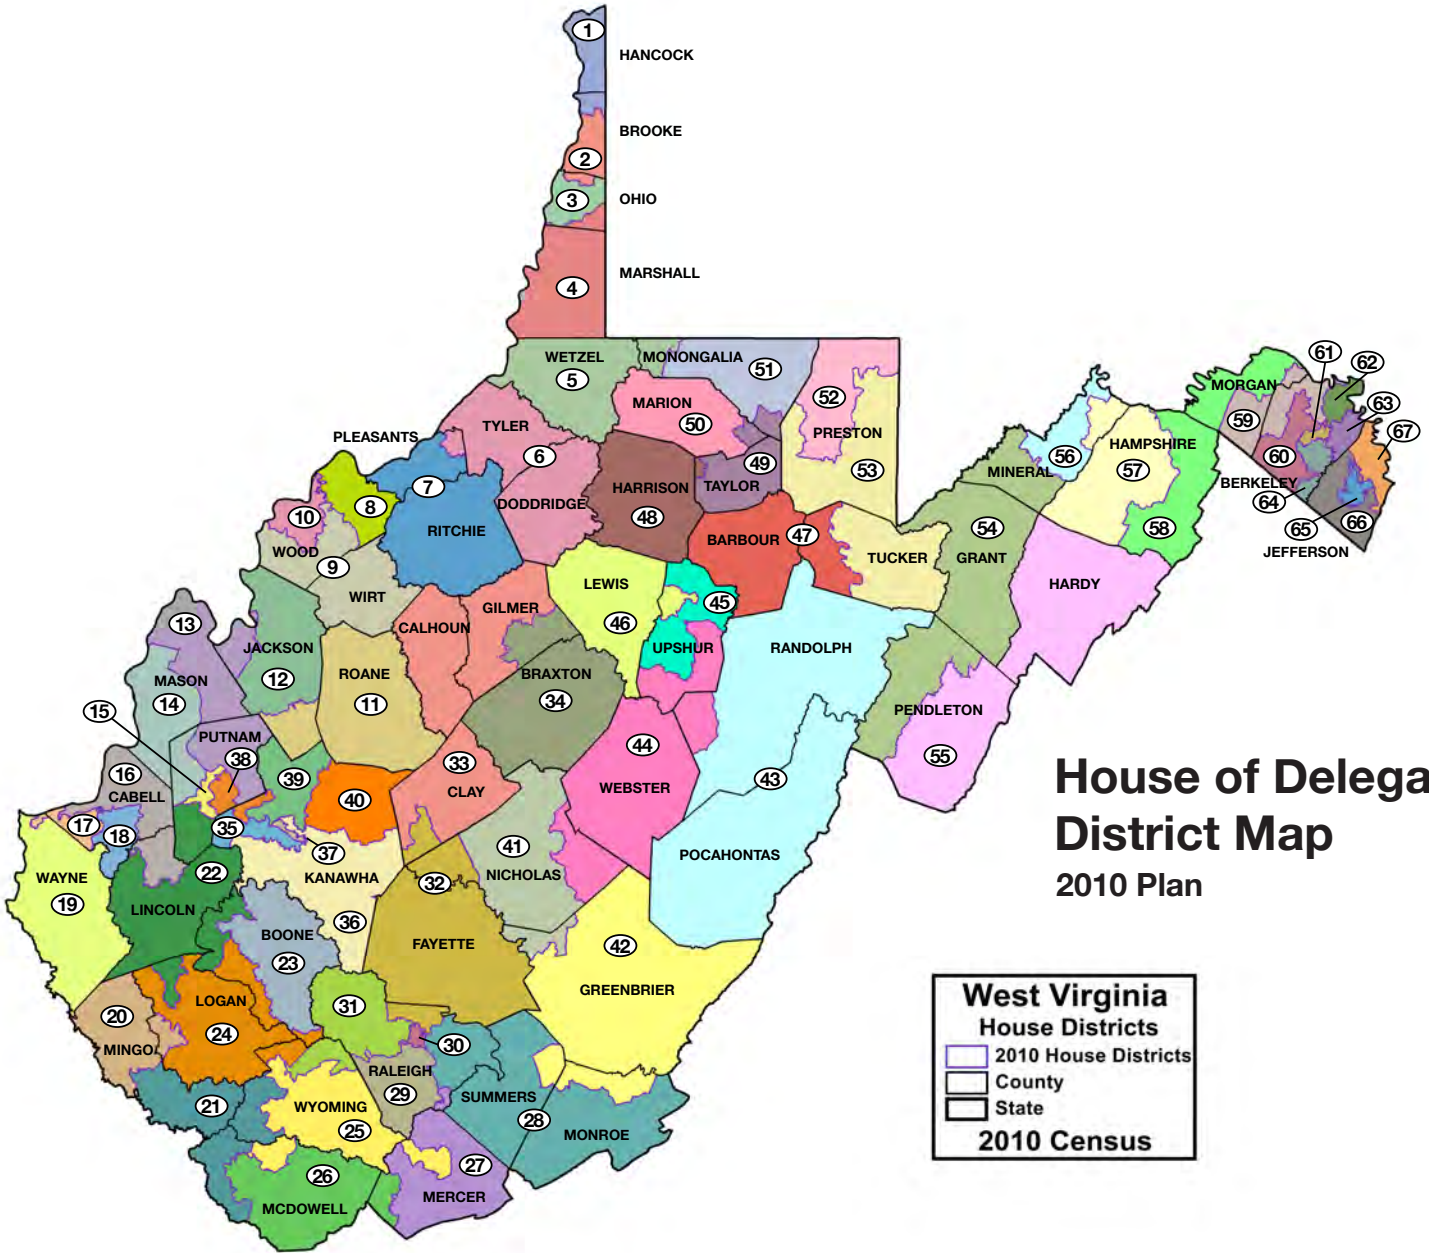 1
HANCOCK
BROOKE
2
3
OHIO
4
MARSHALL
WETZEL
5
MONONGALIA
51
52
MARION
50
PRESTON
53
TYLER
6
PLEASANTS
7
8
10
WOOD
9
RITCHIE
DODDRIDGE
HARRISON
48
49
TAYLOR
BARBOUR
47
TUCKER
54
GRANT
MINERAL
56
HAMPSHIRE
57
58
MORGAN
59
60
61
62
63
67
BERKELEY
64
65
66
JEFFERSON
HARDY
WIRT
CALHOUN
GILMER
LEWIS
46
45
UPSHUR
RANDOLPH
13
JACKSON
12
ROANE
11
BRAXTON
34
MASON
14
15
PUTNAM
38
39
40
33
CLAY
44
WEBSTER
43
PENDLETON
55
16
CABELL
17
18
35
37
KANAWHA
36
41
NICHOLAS
POCAHONTAS
WAYNE
19
22
LINCOLN
BOONE
23
32
FAYETTE
42
GREENBRIER
20
MINGO
LOGAN
24
31
30
RALEIGH
29
SUMMERS
28
MONROE
21
WYOMING
25
26
MCDOWELL
27
MERCER
House of Delega
District Map
2010 Plan
West Virginia
House Districts
2010 House Districts
County
State
2010 Census